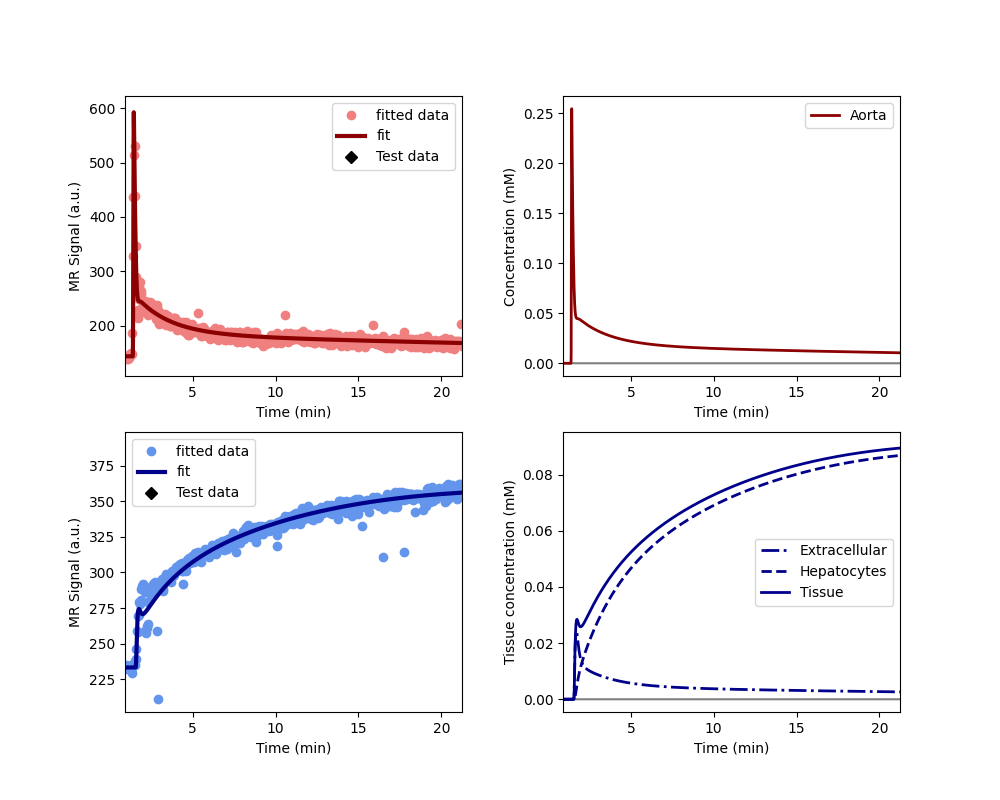 600
500
400
300
200
MR Signal (a.u.)
5
10
15
20
Time (min)
fitted data
fit
Test data
0.25
0.20
0.15
0.10
0.05
0.00
Concentration (mM)
5
10
15
20
Time (min)
Aorta
375
350
325
300
275
250
225
MR Signal (a.u.)
5
10
15
20
Time (min)
fitted data
fit
Test data
0.08
0.06
0.04
0.02
0.00
Tissue concentration (mM)
5
10
15
20
Time (min)
Extracellular
Hepatocytes
Tissue